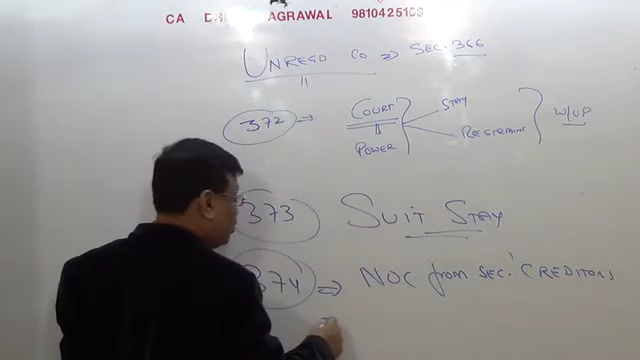 CA AGRAWAL 9810425103
UNREGD CO => SEC. 366
372 => COURT POWER STAY RESTRAINT W/UP
373 SUIT STAY
374 => NOC from SEC. CREDITORS